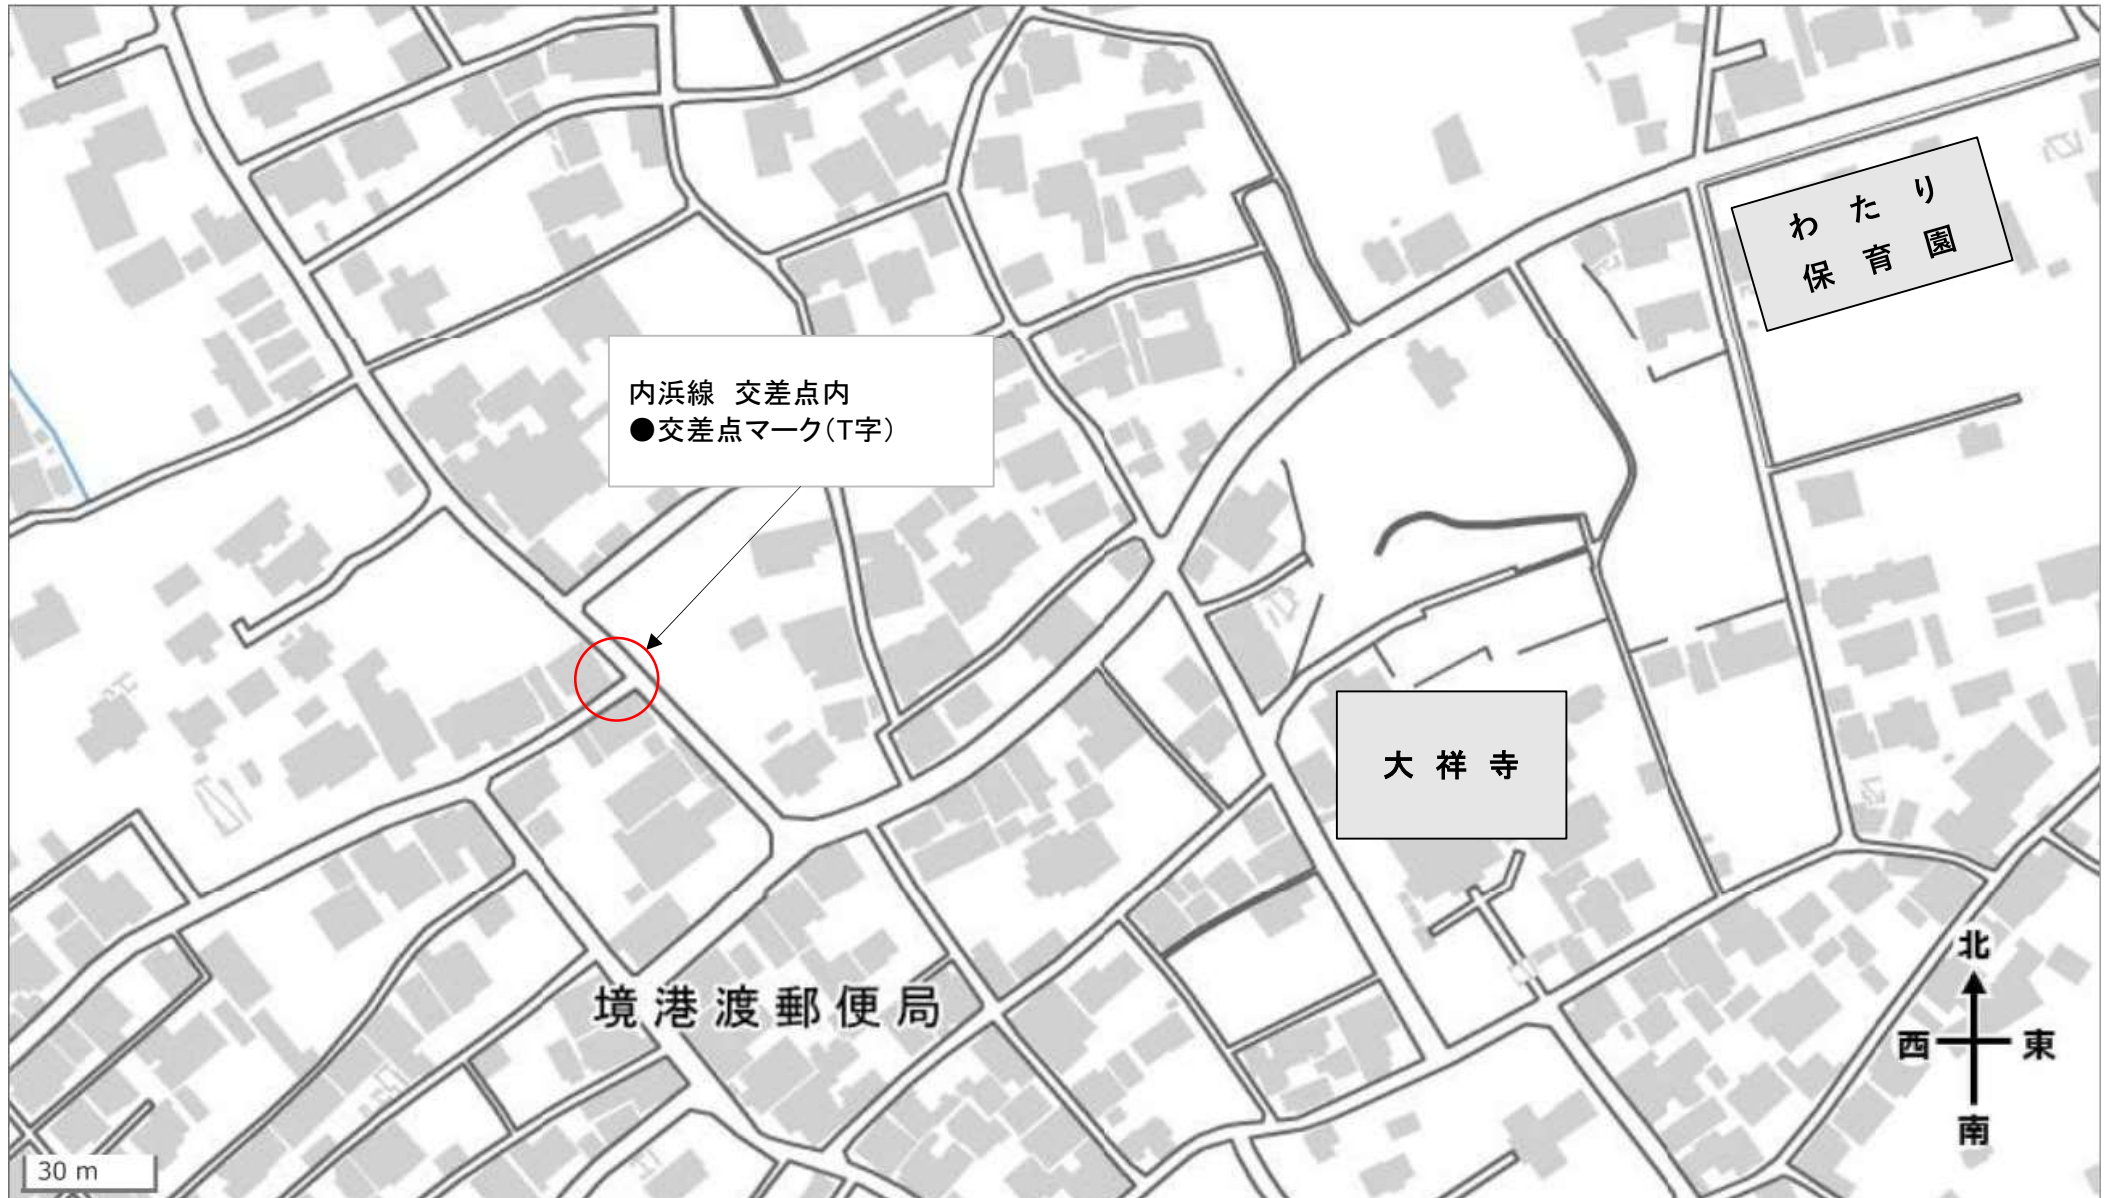 わたり
保育園
内浜線 交差点内
●交差点マーク(T字)
大祥寺
境港渡郵便局
北
西 東
南
30 m